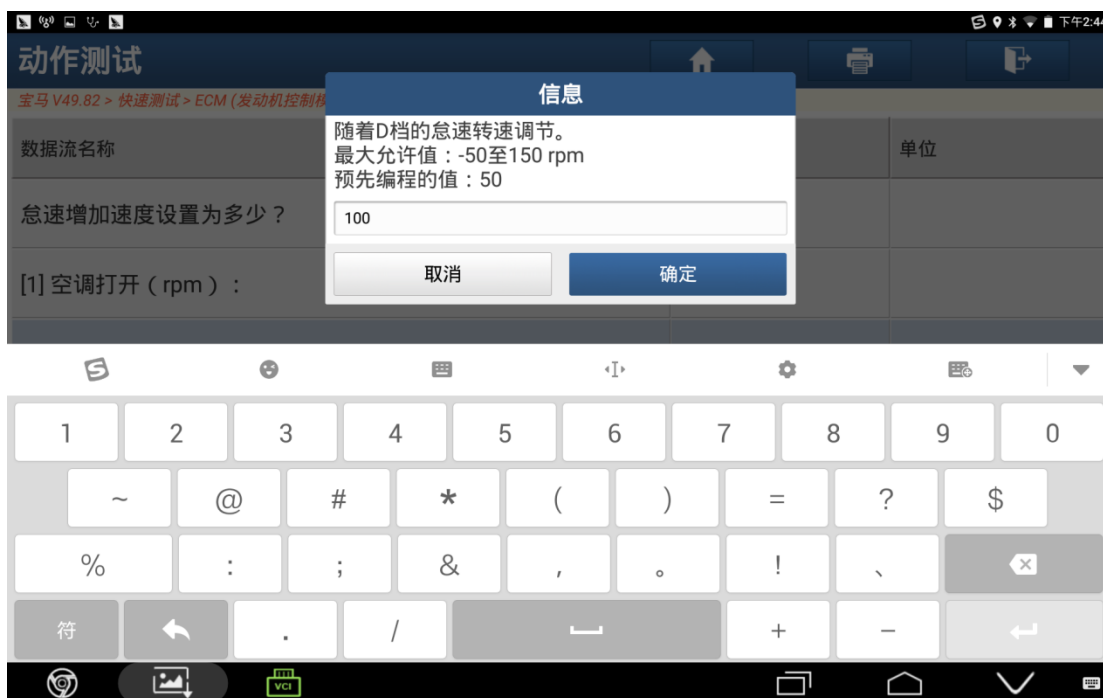 下午2:44
动作测试
宝马 V49.82 > 快速测试 > ECM (发动机控制模
信息
随着D档的怠速转速调节。
最大允许值：-50至150 rpm
预先编程的值：50
100
取消
确定
数据流名称
单位
怠速增加速度设置为多少？
[1] 空调打开（rpm）：
1 2 3 4 5 6 7 8 9 0
~ @ # * ( ) = ? $
% : ; & , 。 ! 、
符 . / + −
VCI